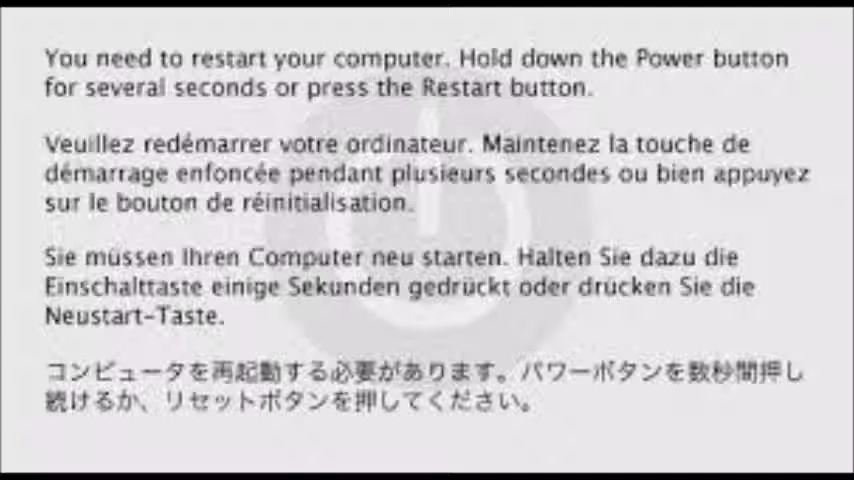 You need to restart your computer. Hold down the Power button
for several seconds or press the Restart button.
Veuillez redémarrer votre ordinateur. Maintenez la touche de
démarrage enfoncée pendant plusieurs secondes ou bien appuyez
sur le bouton de réinitialisation.
Sie müssen Ihren Computer neu starten. Halten Sie dazu die
Einschalttaste einige Sekunden gedrückt oder drücken Sie die
Neustart-Taste.
コンピュータを再起動する必要があります。パワーボタンを数秒間押し
続けるか、リセットボタンを押してください。